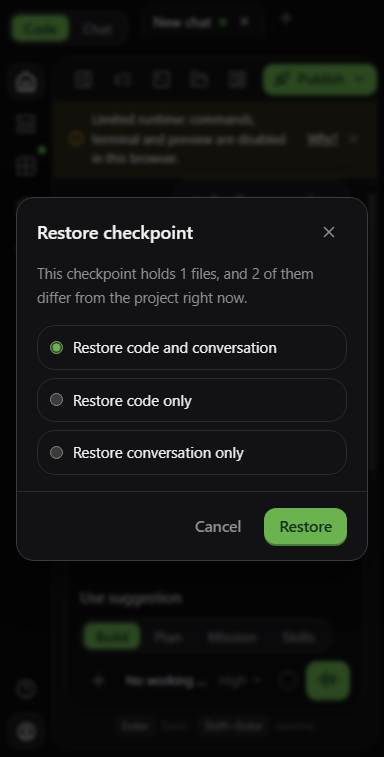 Code Chat
New chat
Publish
Limited runtime: commands,
terminal and preview are disabled
in this browser.
Why?
Restore checkpoint
This checkpoint holds 1 files, and 2 of them
differ from the project right now.
Restore code and conversation
Restore code only
Restore conversation only
Cancel Restore
Use suggestion
Build Plan Mission Skills
No working ... High